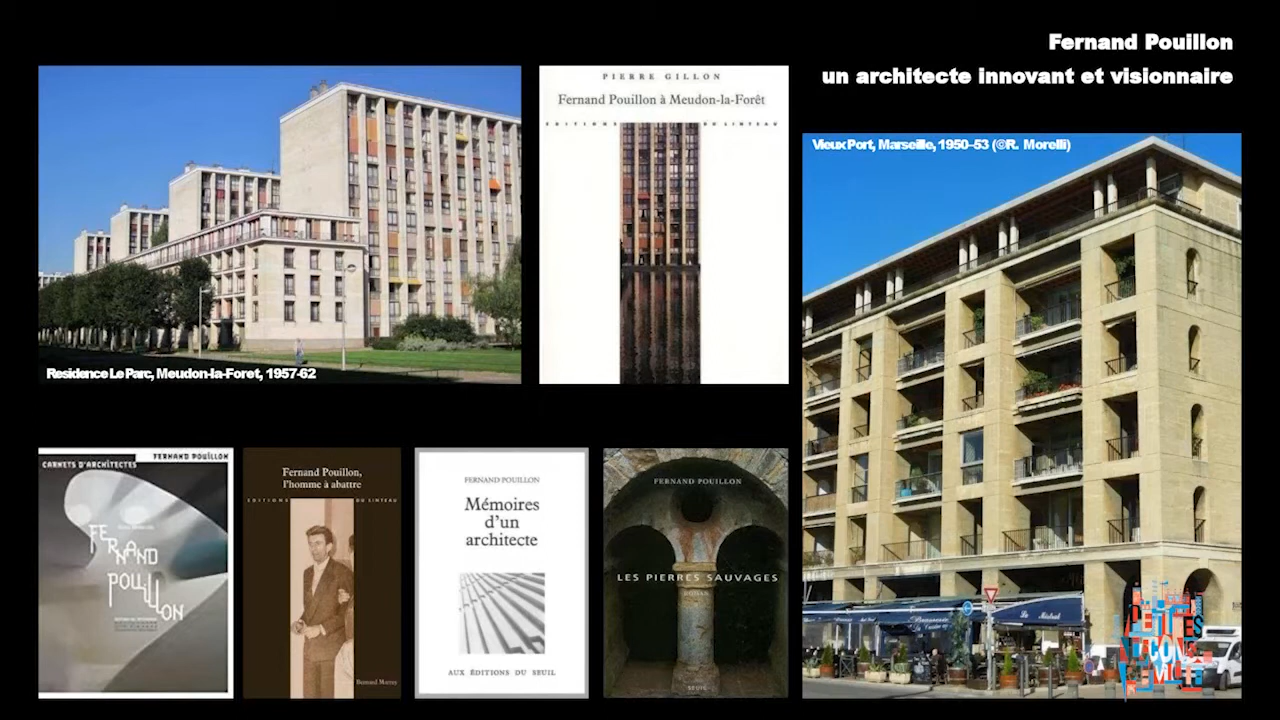 Fernand Pouillon
un architecte innovant et visionnaire
Residence Le Parc, Meudon-la-Foret, 1957-62
PIERRE GILLON
Fernand Pouillon à Meudon-la-Forêt
EDITIONS DU LINTEAU
Vieux Port, Marseille, 1950-53 (©R. Morelli)
Le Mistral
FERNAND POUILLON
CARNETS D'ARCHITECTES
FERNAND
POUILLON
Fernand Pouillon,
l'homme à abattre
EDITIONS DU LINTEAU
Bernard Marrey
FERNAND POUILLON
Mémoires
d'un
architecte
AUX ÉDITIONS DU SEUIL
FERNAND POUILLON
LES PIERRES SAUVAGES
ROMAN
SEUIL